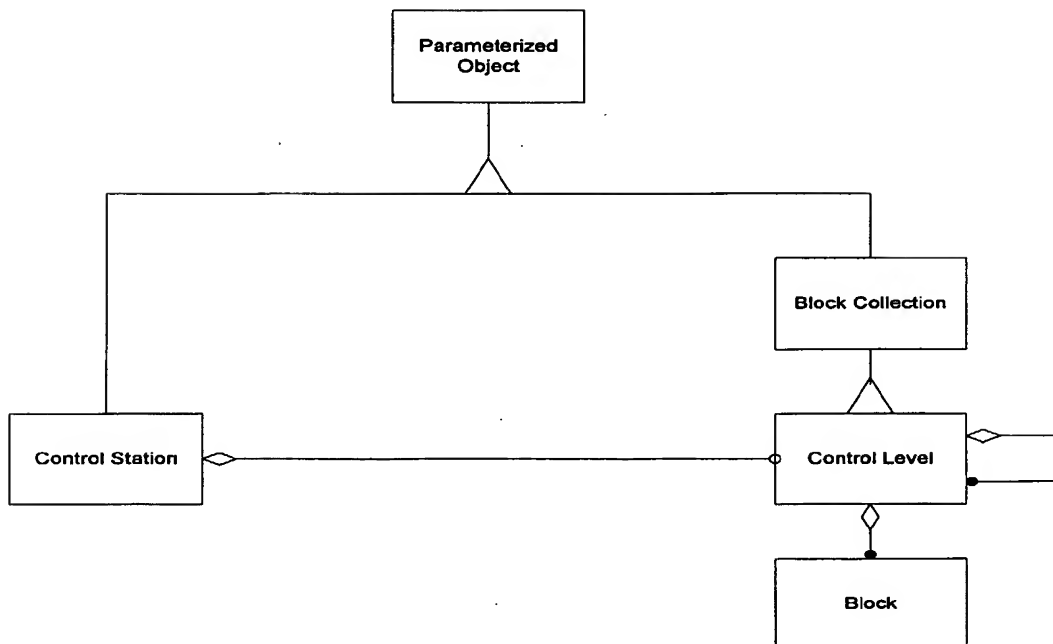 Parameterized
Object
Block Collection
Control Station
Control Level
Block